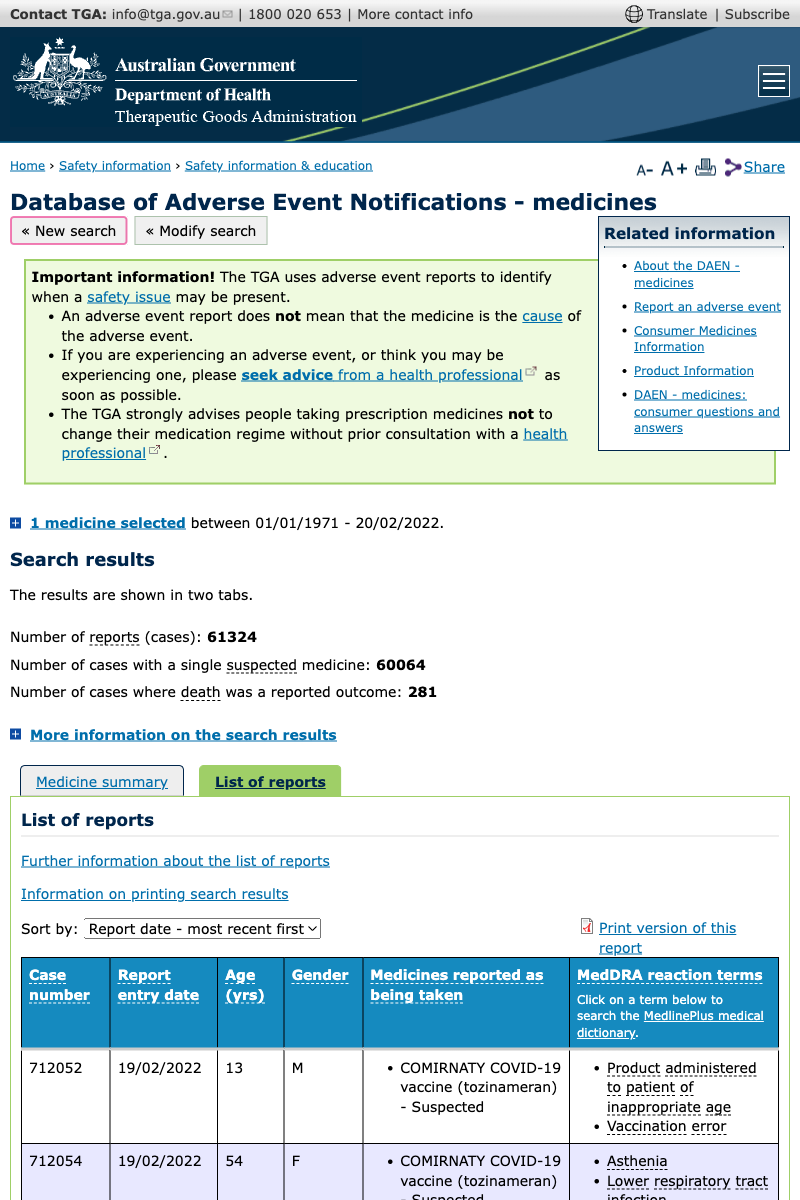 Contact TGA: info@tga.gov.au | 1800 020 653 | More contact info
Translate | Subscribe
Australian Government
Department of Health
Therapeutic Goods Administration
Home › Safety information › Safety information & education
A- A+ Share
Database of Adverse Event Notifications - medicines
« New search
« Modify search
Important information! The TGA uses adverse event reports to identify
when a safety issue may be present.
• An adverse event report does not mean that the medicine is the cause of
the adverse event.
• If you are experiencing an adverse event, or think you may be
experiencing one, please seek advice from a health professional as
soon as possible.
• The TGA strongly advises people taking prescription medicines not to
change their medication regime without prior consultation with a health
professional .
Related information
• About the DAEN -
medicines
• Report an adverse event
• Consumer Medicines
Information
• Product Information
• DAEN - medicines:
consumer questions and
answers
1 medicine selected between 01/01/1971 - 20/02/2022.
Search results
The results are shown in two tabs.
Number of reports (cases): 61324
Number of cases with a single suspected medicine: 60064
Number of cases where death was a reported outcome: 281
More information on the search results
Medicine summary
List of reports
List of reports
Further information about the list of reports
Information on printing search results
Sort by: Report date - most recent first
Print version of this
report
Case
number
Report
entry date
Age
(yrs)
Gender
Medicines reported as
being taken
MedDRA reaction terms
Click on a term below to
search the MedlinePlus medical
dictionary.
712052
19/02/2022
13
M
• COMIRNATY COVID-19
vaccine (tozinameran)
- Suspected
• Product administered
to patient of
inappropriate age
• Vaccination error
712054
19/02/2022
54
F
• COMIRNATY COVID-19
vaccine (tozinameran)
- Suspected
• Asthenia
• Lower respiratory tract
infection